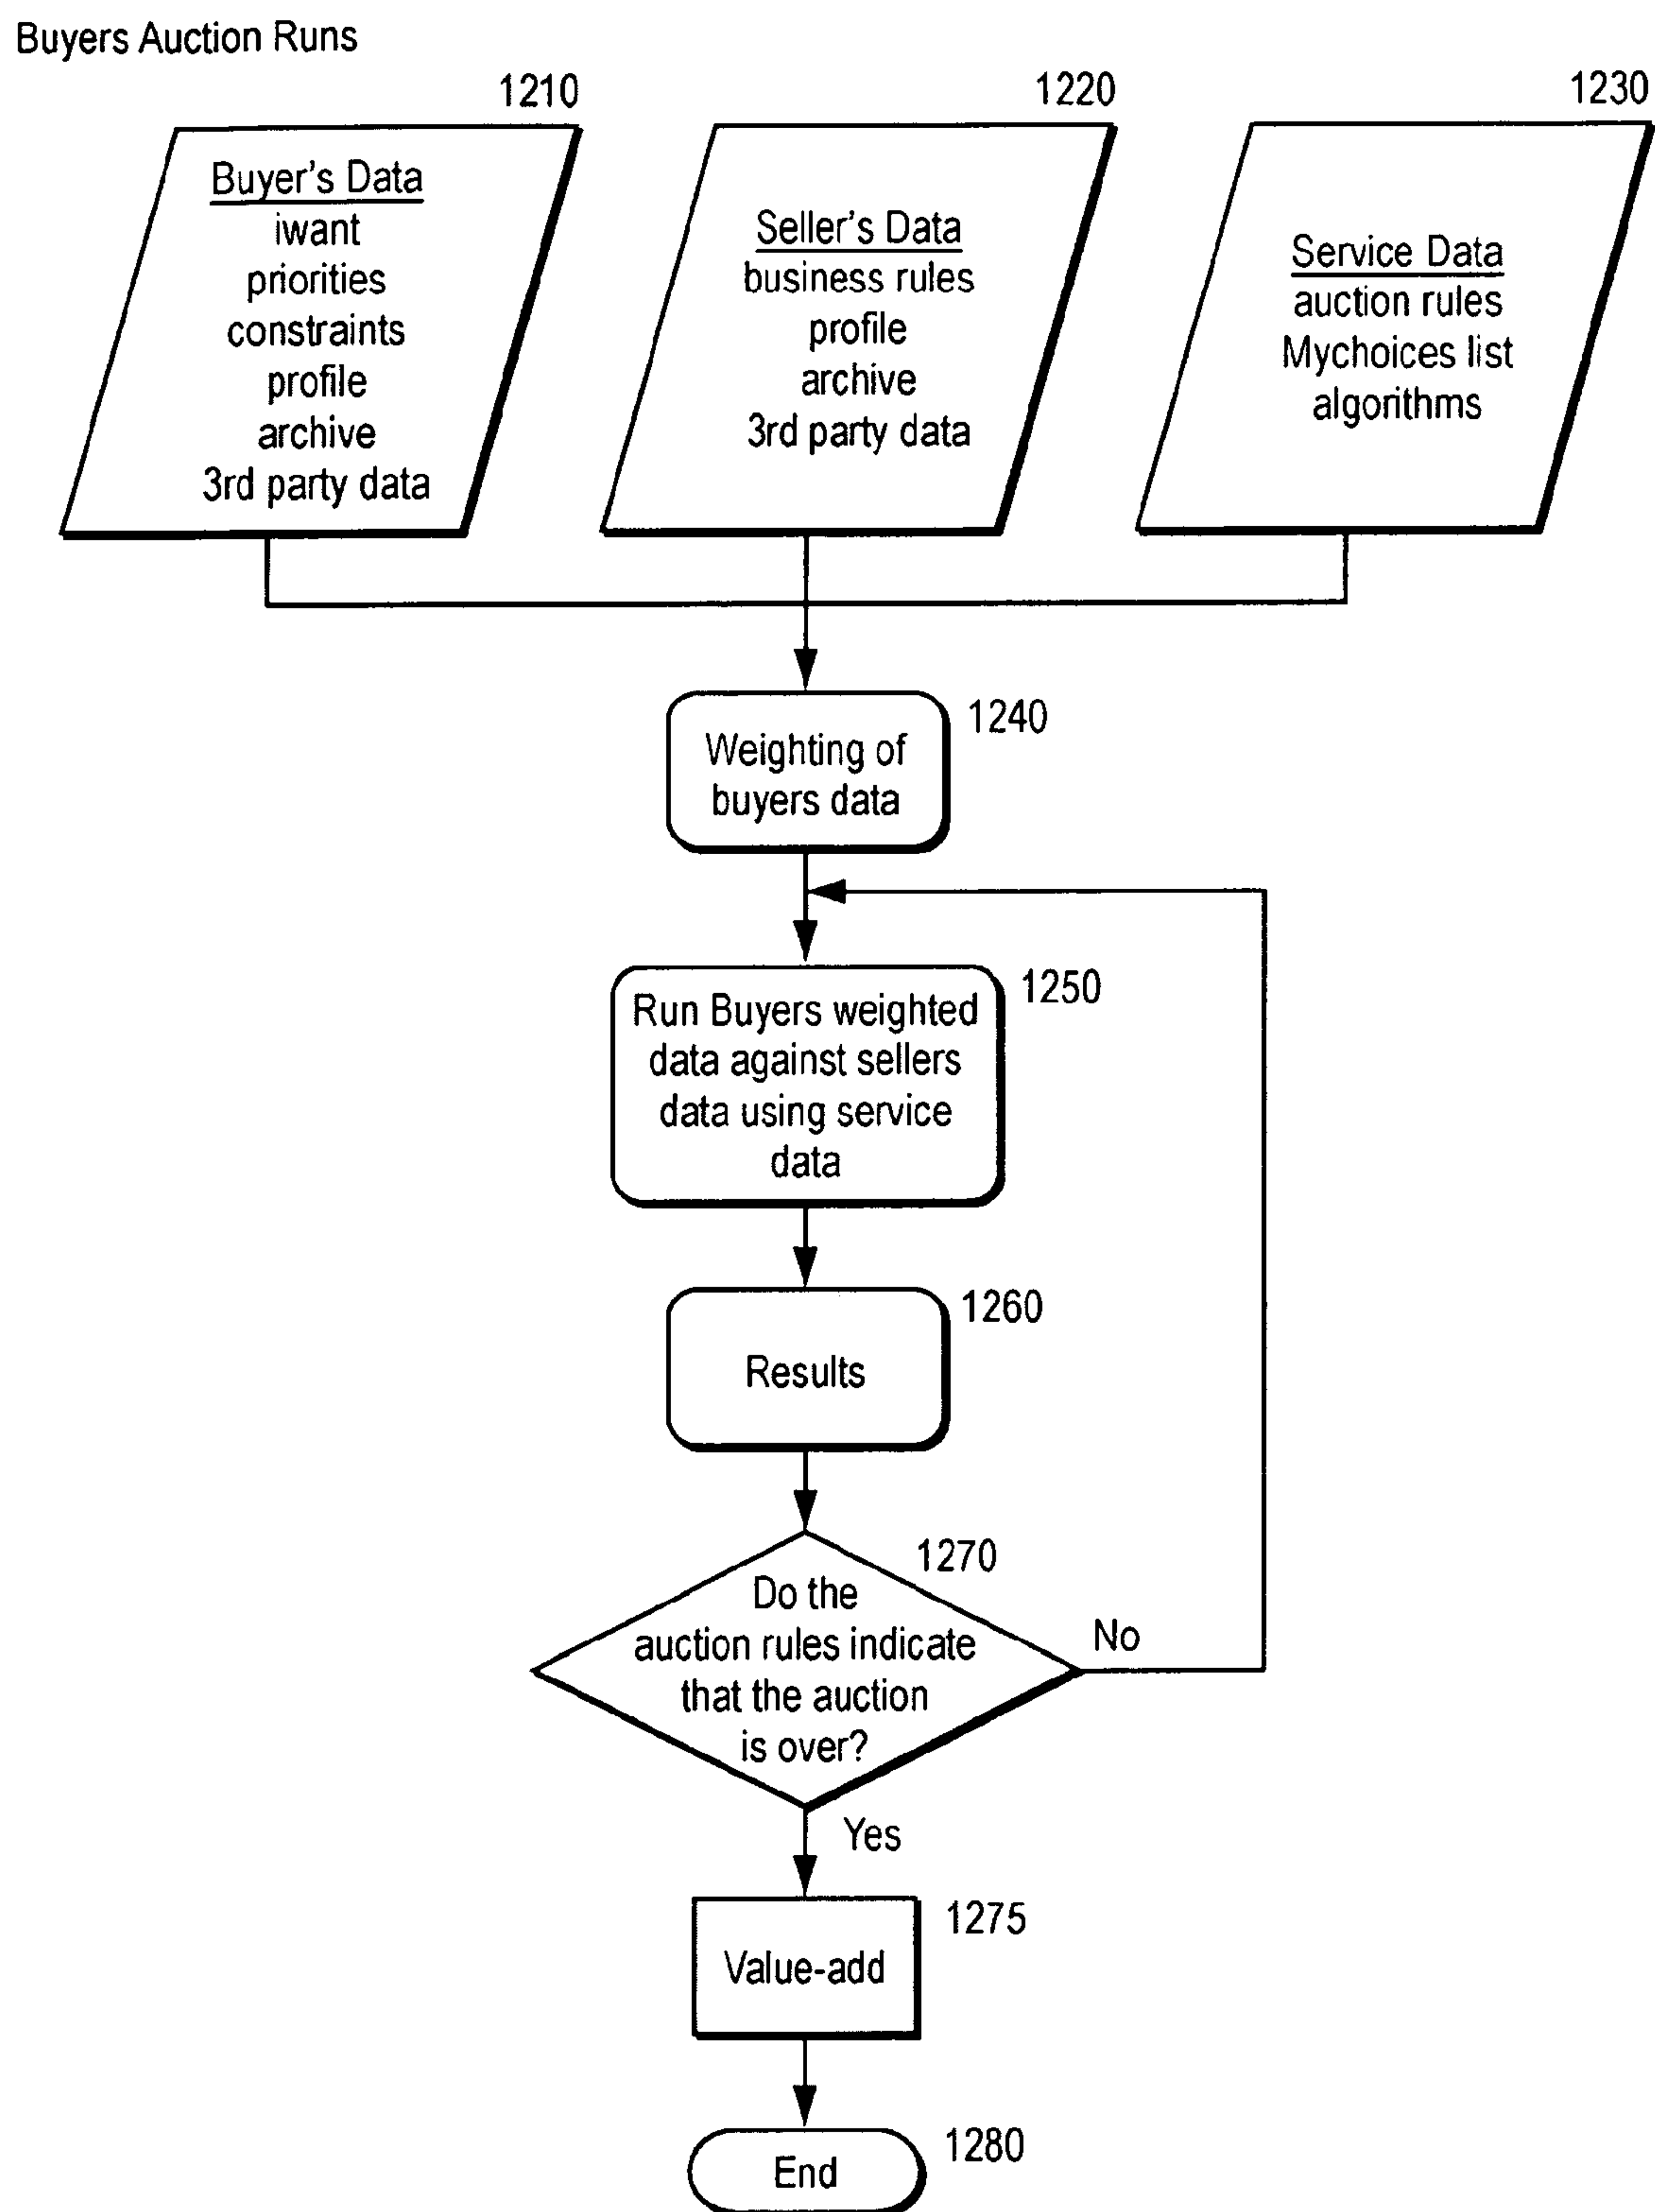 Buyers Auction Runs
1210
Buyer's Data
iwant
priorities
constraints
profile
archive
3rd party data
1220
Seller's Data
business rules
profile
archive
3rd party data
1230
Service Data
auction rules
Mychoices list
algorithms
1240
Weighting of
buyers data
1250
Run Buyers weighted
data against sellers
data using service
data
1260
Results
1270
Do the
auction rules indicate
that the auction
is over?
No
Yes
1275
Value-add
1280
End